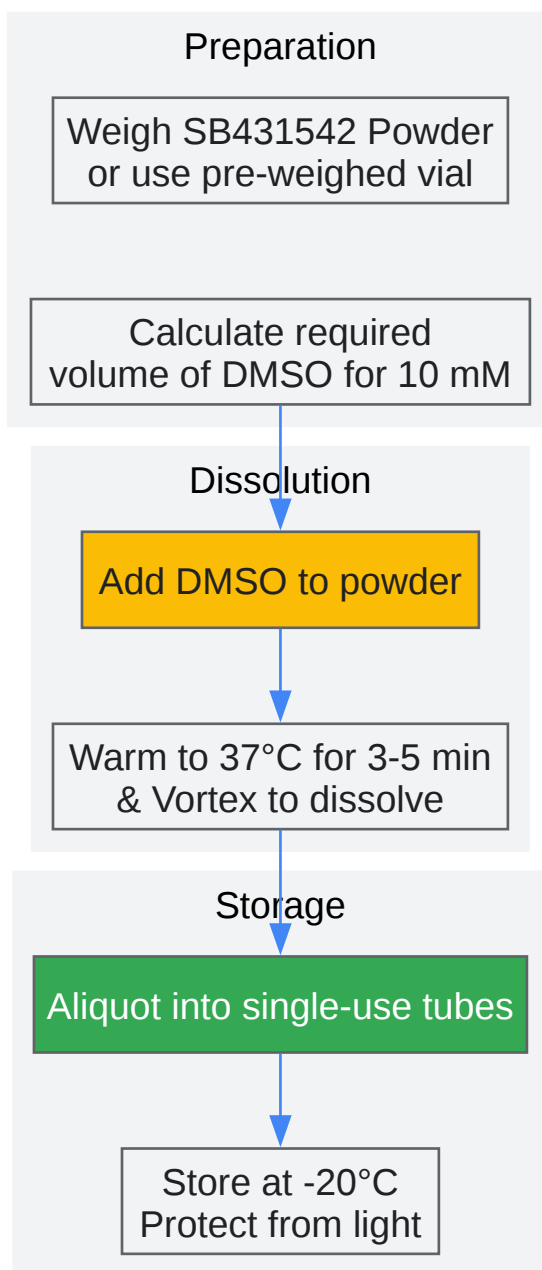 Preparation
Weigh SB431542 Powder
or use pre-weighed vial
Calculate required
volume of DMSO for 10 mM
Dissolution
Add DMSO to powder
Warm to 37°C for 3-5 min
& Vortex to dissolve
Storage
Aliquot into single-use tubes
Store at -20°C
Protect from light